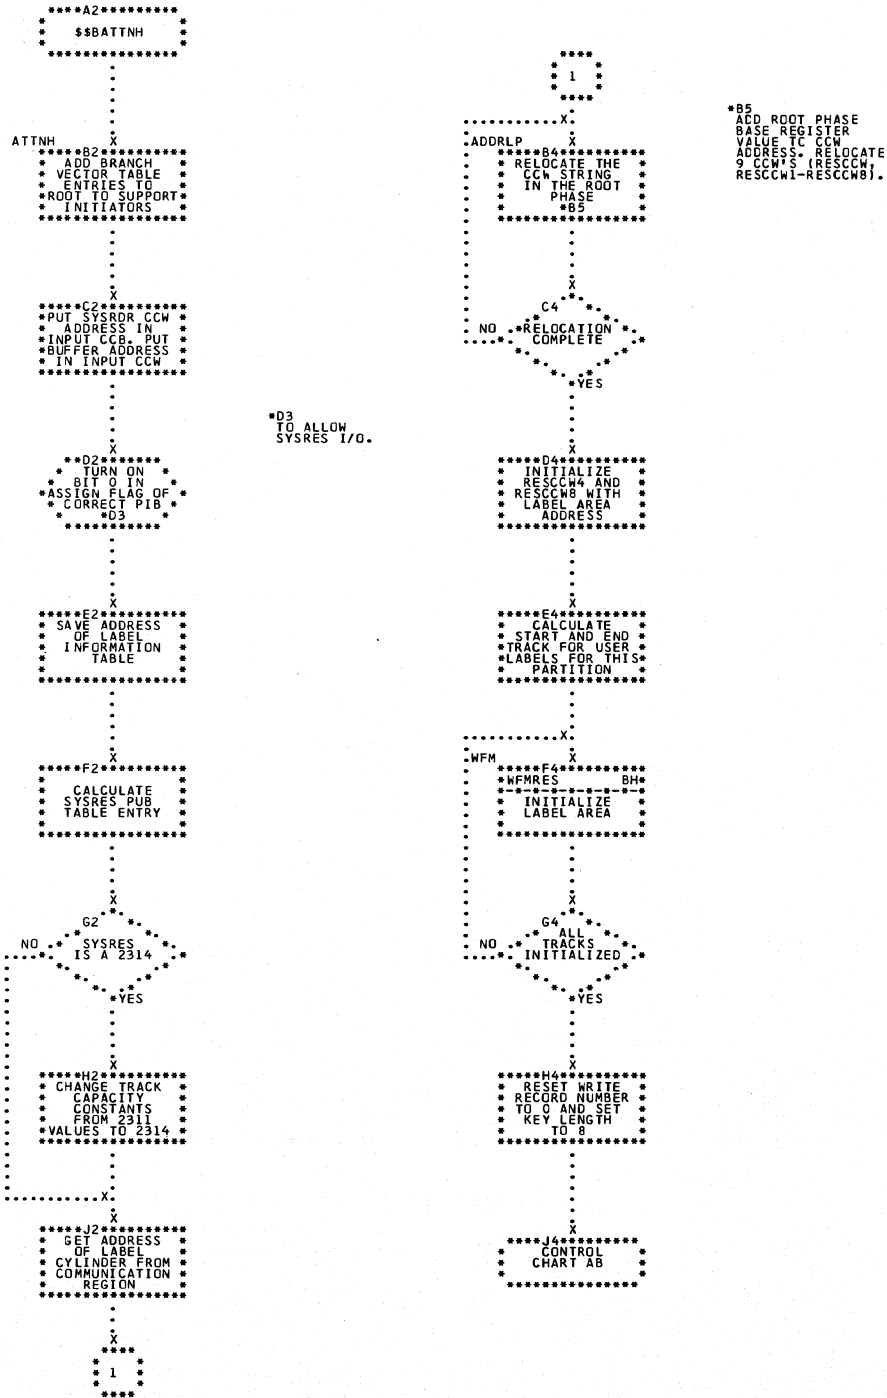 A2
$$BATTNH
ATTNH
B2
ADD BRANCH
VECTOR TABLE
ENTRIES TO
ROOT TO SUPPORT
INITIATORS
C2
PUT SYSRDR CCW
ADDRESS IN
INPUT CCB. PUT
BUFFER ADDRESS
IN INPUT CCW
*D3
TO ALLOW
SYSRES I/O.
D2
TURN ON
BIT 0 IN
ASSIGN FLAG OF
CORRECT PIB
*D3
E2
SAVE ADDRESS
OF LABEL
INFORMATION
TABLE
F2
CALCULATE
SYSRES PUB
TABLE ENTRY
G2
NO
SYSRES
IS A 2314
YES
H2
CHANGE TRACK
CAPACITY
CONSTANTS
FROM 2311
VALUES TO 2314
J2
GET ADDRESS
OF LABEL
CYLINDER FROM
COMMUNICATION
REGION
1
1
ADDRLP
B4
RELOCATE THE
CCW STRING
IN THE ROOT
PHASE
*B5
*B5
ADD ROOT PHASE
BASE REGISTER
VALUE TC CCW
ADDRESS. RELOCATE
9 CCW'S (RESCCW,
RESCCW1-RESCCW8).
C4
NO
RELOCATION
COMPLETE
YES
D4
INITIALIZE
RESCCW4 AND
RESCCW8 WITH
LABEL AREA
ADDRESS
E4
CALCULATE
START AND END
TRACK FOR USER
LABELS FOR THIS
PARTITION
WFM
F4
WFMRES BH
INITIALIZE
LABEL AREA
G4
NO
ALL
TRACKS
INITIALIZED
YES
H4
RESET WRITE
RECORD NUMBER
TO 0 AND SET
KEY LENGTH
TO 8
J4
CONTROL
CHART AB